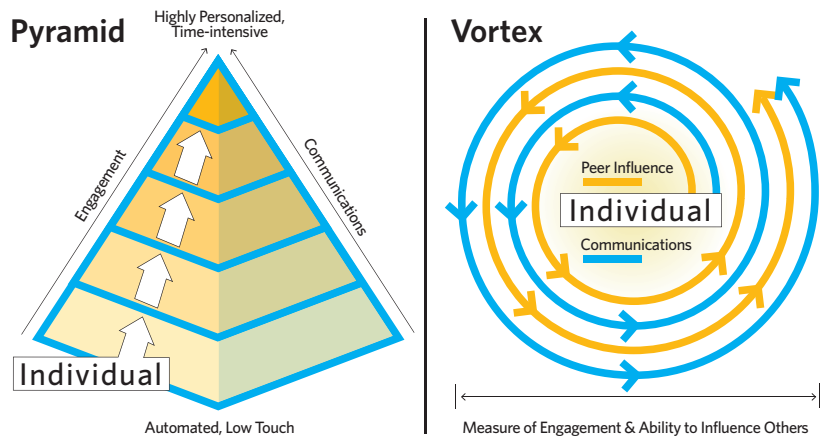 Pyramid
Highly Personalized,
Time-intensive
Engagement
Communications
Individual
Automated, Low Touch
Vortex
Peer Influence
Individual
Communications
Measure of Engagement & Ability to Influence Others